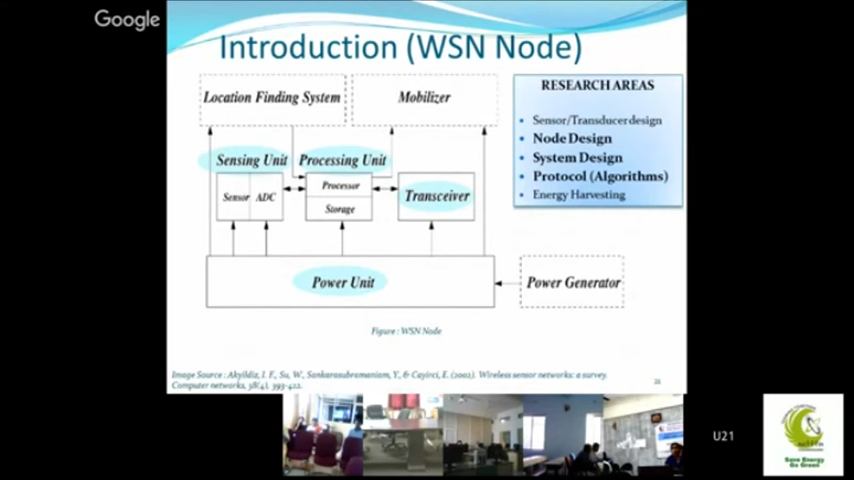 Google
Introduction (WSN Node)
Location Finding System
Mobilizer
RESEARCH AREAS
Sensor/Transducer design
Node Design
System Design
Protocol (Algorithms)
Energy Harvesting
Sensing Unit
Processing Unit
Sensor
ADC
Processor
Storage
Transceiver
Power Unit
Power Generator
Figure : WSN Node
Image Source : Akyildiz, I. F., Su, W., Sankarasubramaniam, Y., & Cayirci, E. (2002). Wireless sensor networks: a survey.
Computer networks, 38(4), 393-422.
21
U21
Save Energy
Go Green